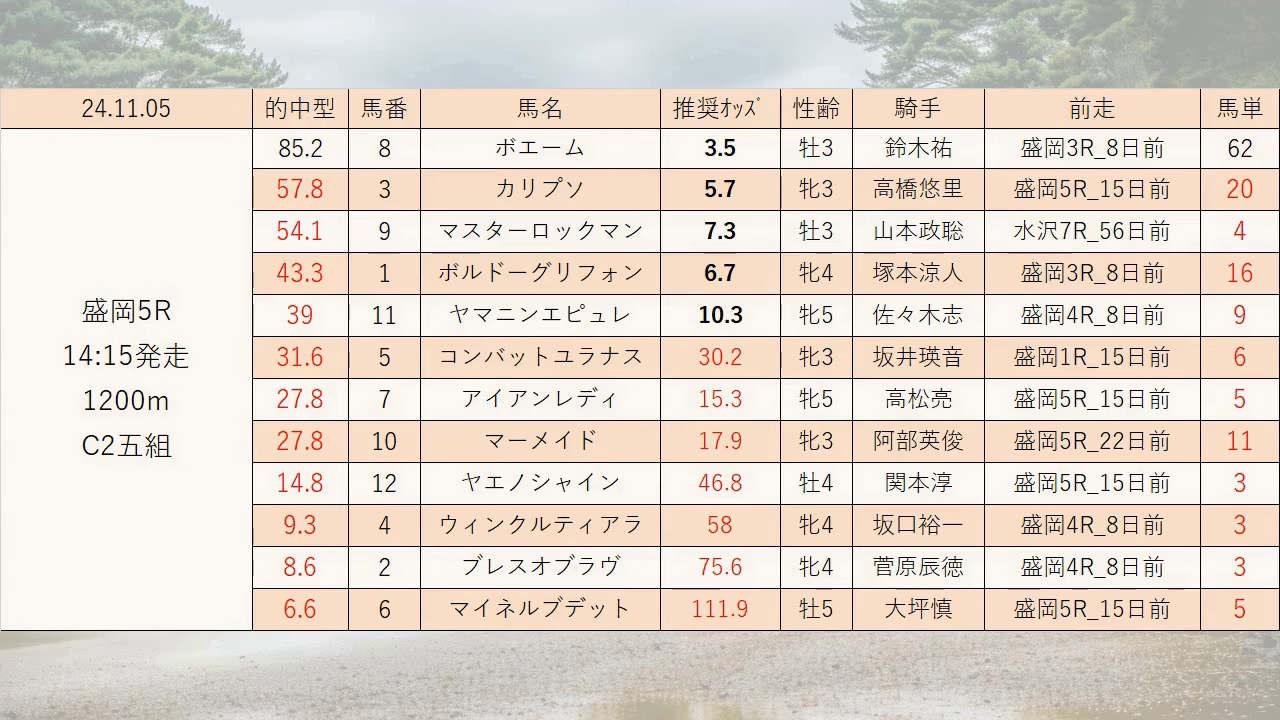 24.11.05 的中型 馬番 馬名 推奨ｵｯｽﾞ 性齢 騎手 前走 馬単
85.2 8 ボエーム 3.5 牡3 鈴木祐 盛岡3R_8日前 62
57.8 3 カリプソ 5.7 牝3 高橋悠里 盛岡5R_15日前 20
54.1 9 マスターロックマン 7.3 牡3 山本政聡 水沢7R_56日前 4
43.3 1 ボルドーグリフォン 6.7 牝4 塚本涼人 盛岡3R_8日前 16
39 11 ヤマニンエピュレ 10.3 牝5 佐々木志 盛岡4R_8日前 9
31.6 5 コンバットユラナス 30.2 牝3 坂井瑛音 盛岡1R_15日前 6
27.8 7 アイアンレディ 15.3 牝5 高松亮 盛岡5R_15日前 5
27.8 10 マーメイド 17.9 牝3 阿部英俊 盛岡5R_22日前 11
14.8 12 ヤエノシャイン 46.8 牡4 関本淳 盛岡5R_15日前 3
9.3 4 ウィンクルティアラ 58 牝4 坂口裕一 盛岡4R_8日前 3
8.6 2 ブレスオブラヴ 75.6 牝4 菅原辰徳 盛岡4R_8日前 3
6.6 6 マイネルブデット 111.9 牡5 大坪慎 盛岡5R_15日前 5
盛岡5R
14:15発走
1200m
C2五組